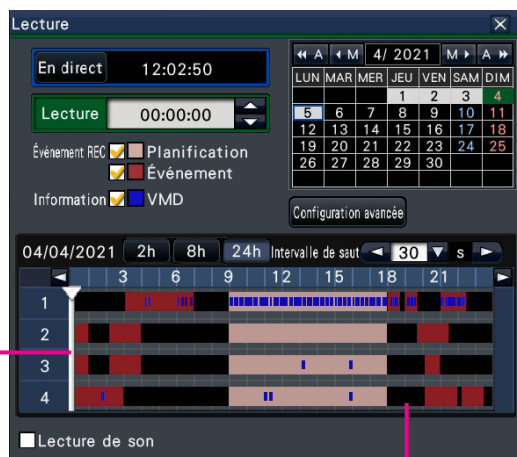 Lecture
En direct 12:02:50
Lecture 00:00:00
Événement REC Planification
Événement
Information VMD
A M 4/ 2021 M A
LUN MAR MER JEU VEN SAM DIM
1 2 3 4
5 6 7 8 9 10 11
12 13 14 15 16 17 18
19 20 21 22 23 24 25
26 27 28 29 30
Configuration avancée
04/04/2021 2h 8h 24h Intervalle de saut 30 s
3 6 9 12 15 18 21
1
2
3
4
Lecture de son